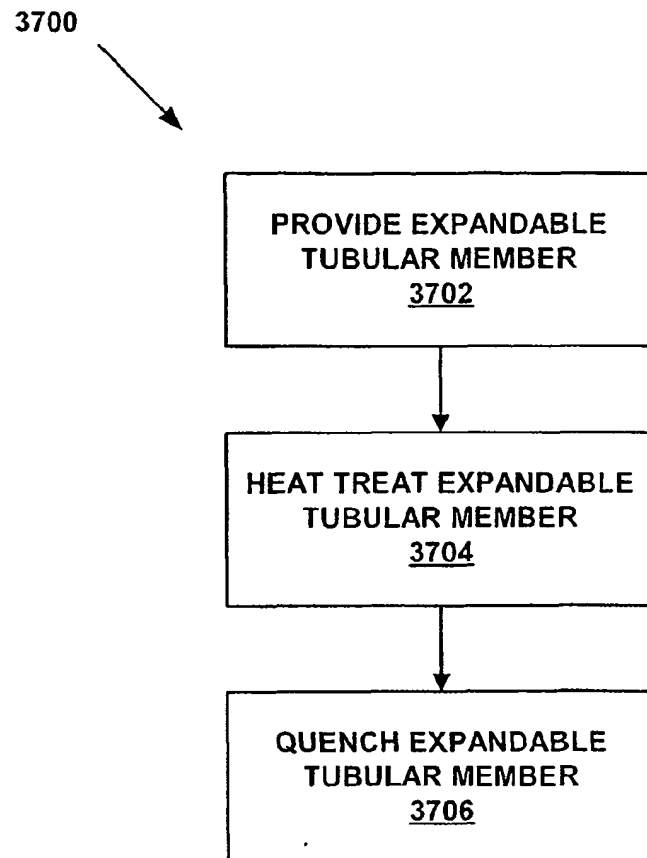 3700
PROVIDE EXPANDABLE
TUBULAR MEMBER
3702
HEAT TREAT EXPANDABLE
TUBULAR MEMBER
3704
QUENCH EXPANDABLE
TUBULAR MEMBER
3706